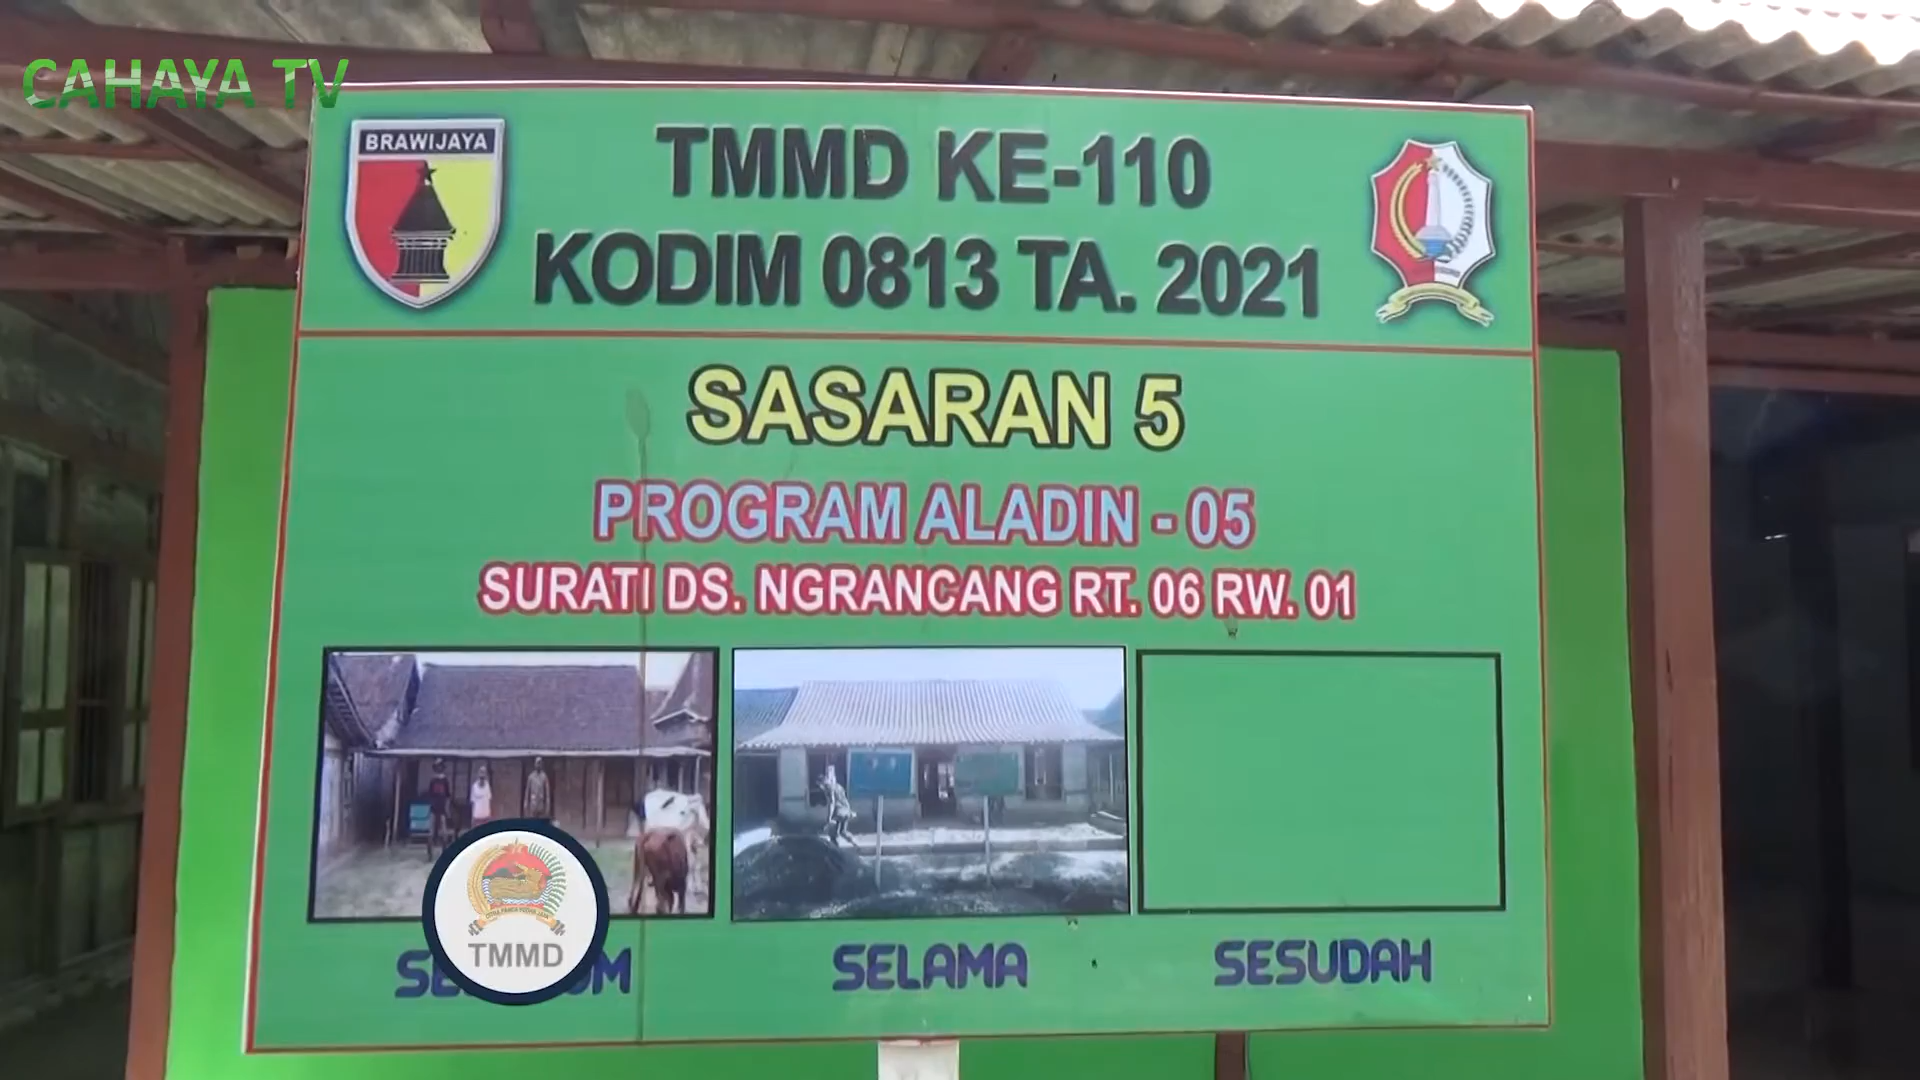 CAHAYA TV
BRAWIJAYA
TMMD KE-110
KODIM 0813 TA. 2021
SASARAN 5
PROGRAM ALADIN - 05
SURATI DS. NGRANCANG RT. 06 RW. 01
TMMD
SELAMA
SESUDAH